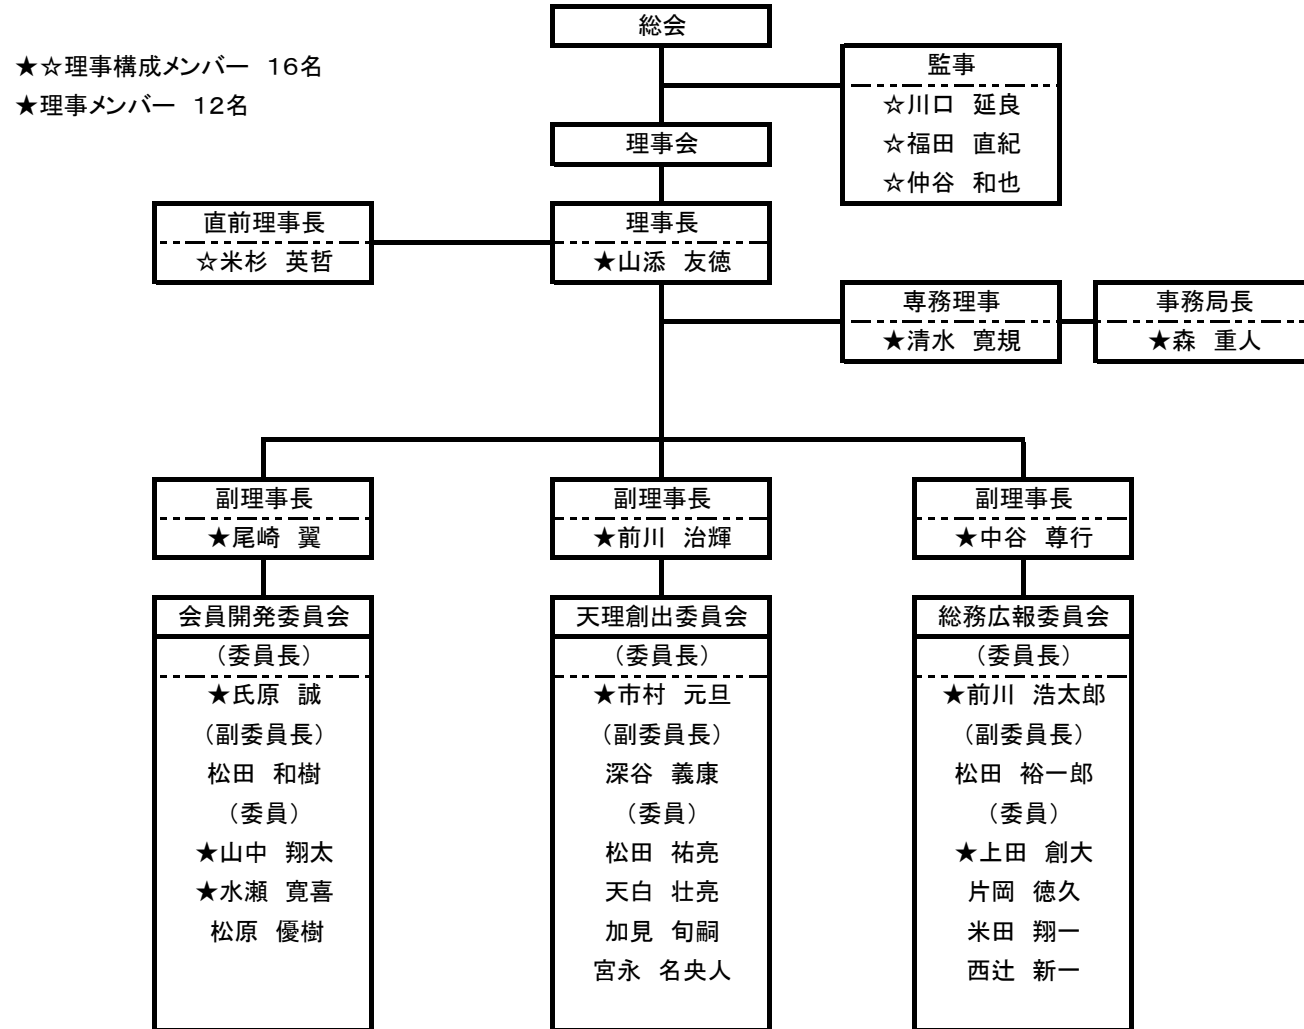 総会
★☆理事構成メンバー　16名
★理事メンバー　12名
監事
☆川口　延良
☆福田　直紀
☆仲谷　和也
理事会
直前理事長
☆米杉　英哲
理事長
★山添　友徳
専務理事
★清水　寛規
事務局長
★森　重人
副理事長
★尾崎　翼
副理事長
★前川　治輝
副理事長
★中谷　尊行
会員開発委員会
（委員長）
★氏原　誠
（副委員長）
松田　和樹
（委員）
★山中　翔太
★水瀬　寛喜
松原　優樹
天理創出委員会
（委員長）
★市村　元旦
（副委員長）
深谷　義康
（委員）
松田　祐亮
天白　壮亮
加見　旬嗣
宮永　名央人
総務広報委員会
（委員長）
★前川　浩太郎
（副委員長）
松田　裕一郎
（委員）
★上田　創大
片岡　徳久
米田　翔一
西辻　新一